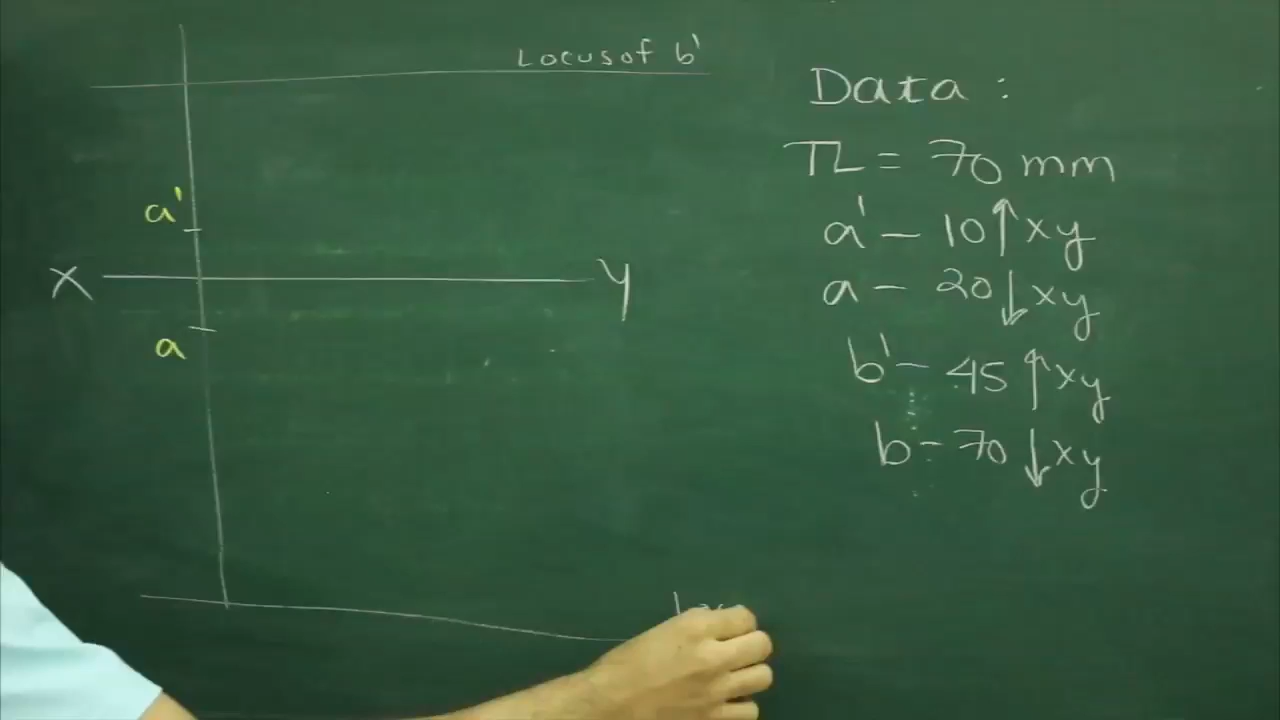 Locus of b'
a'
X Y
a
Data :
TL = 70 mm
a' - 10 ↑ xy
a - 20 ↓ xy
b' - 45 ↑ xy
b - 70 ↓ xy